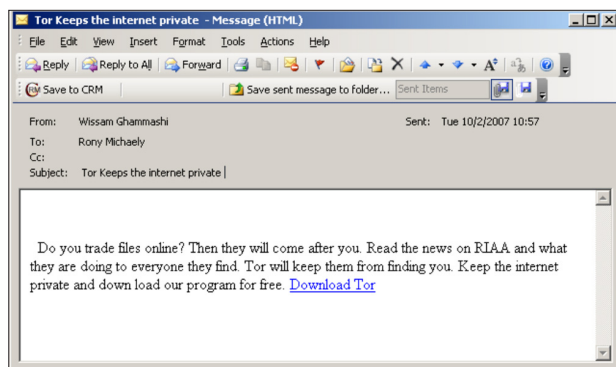 Tor Keeps the internet private - Message (HTML)
File Edit View Insert Format Tools Actions Help
Reply Reply to All Forward
Save to CRM Save sent message to folder... Sent Items
From: Wissam Ghammashi Sent: Tue 10/2/2007 10:57
To: Rony Michaely
Cc:
Subject: Tor Keeps the internet private
Do you trade files online? Then they will come after you. Read the news on RIAA and what
they are doing to everyone they find. Tor will keep them from finding you. Keep the internet
private and down load our program for free. Download Tor